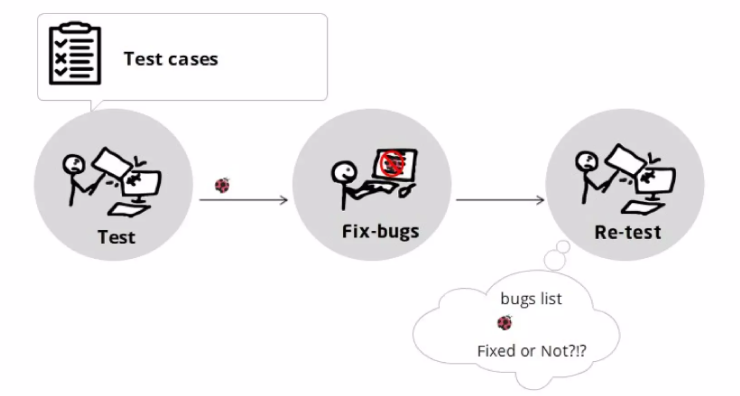 Test cases
Test
Fix-bugs
Re-test
bugs list
Fixed or Not?!?